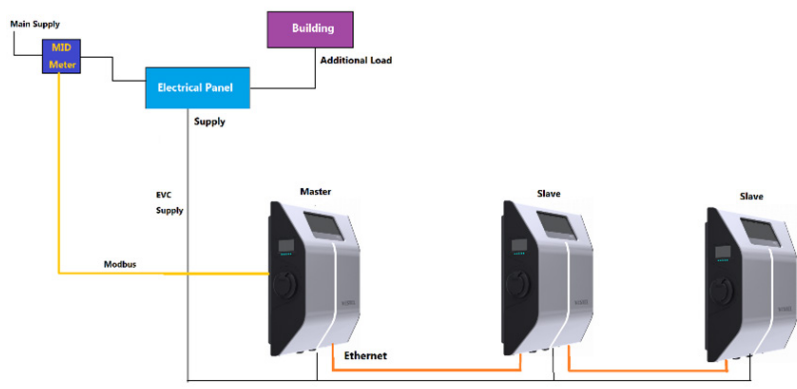 Main Supply
MID
Meter
Building
Additional Load
Electrical Panel
Supply
EVC
Supply
Master
Slave
Slave
Modbus
Ethernet